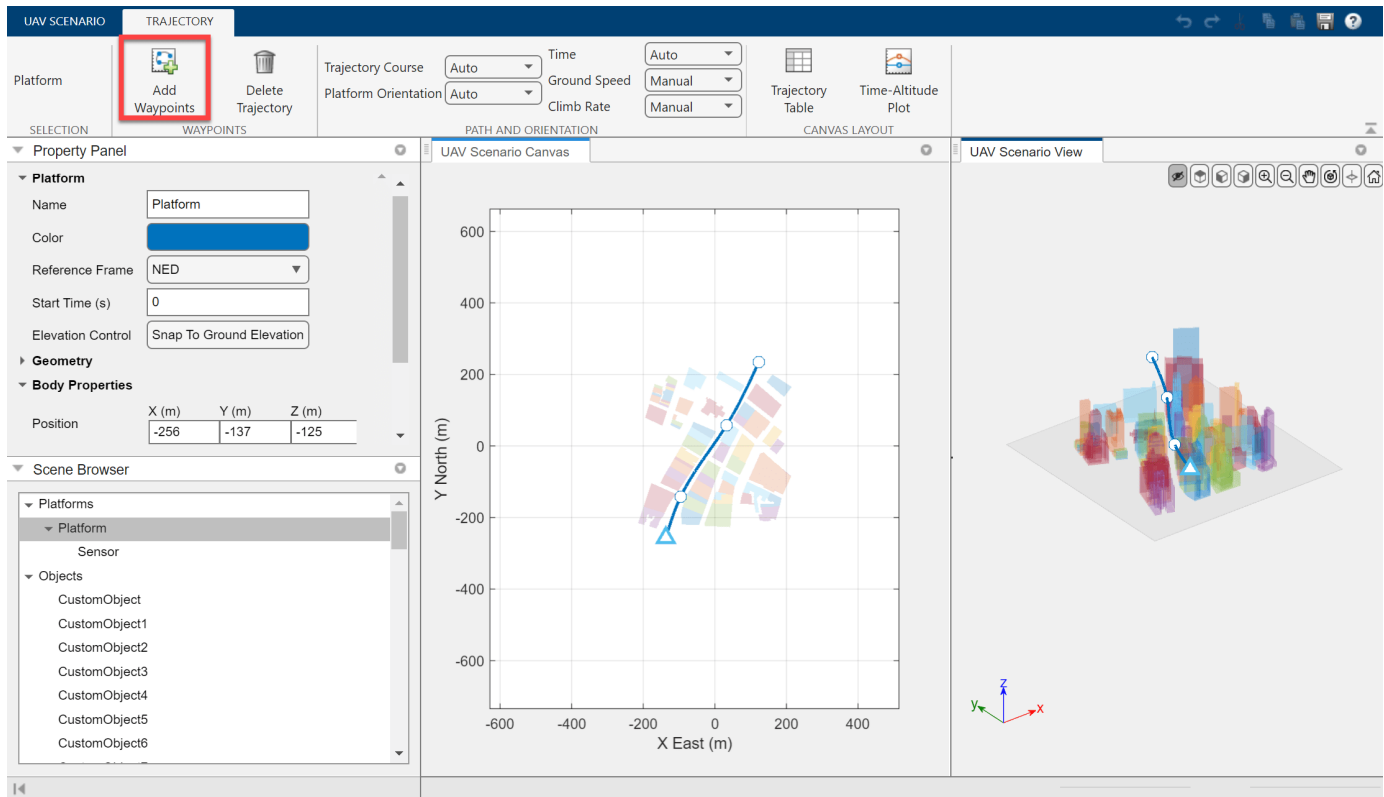 UAV SCENARIO
TRAJECTORY
Platform
SELECTION
Add
Waypoints
Delete
Trajectory
WAYPOINTS
Trajectory Course Auto
Platform Orientation Auto
Time Auto
Ground Speed Manual
Climb Rate Manual
PATH AND ORIENTATION
Trajectory
Table
Time-Altitude
Plot
CANVAS LAYOUT
Property Panel
Platform
Name Platform
Color
Reference Frame NED
Start Time (s) 0
Elevation Control Snap To Ground Elevation
Geometry
Body Properties
X (m) Y (m) Z (m)
Position -256 -137 -125
Scene Browser
Platforms
Platform
Sensor
Objects
CustomObject
CustomObject1
CustomObject2
CustomObject3
CustomObject4
CustomObject5
CustomObject6
UAV Scenario Canvas
600
400
200
0
-200
-400
-600
Y North (m)
-600 -400 -200 0 200 400
X East (m)
UAV Scenario View
z
y
x